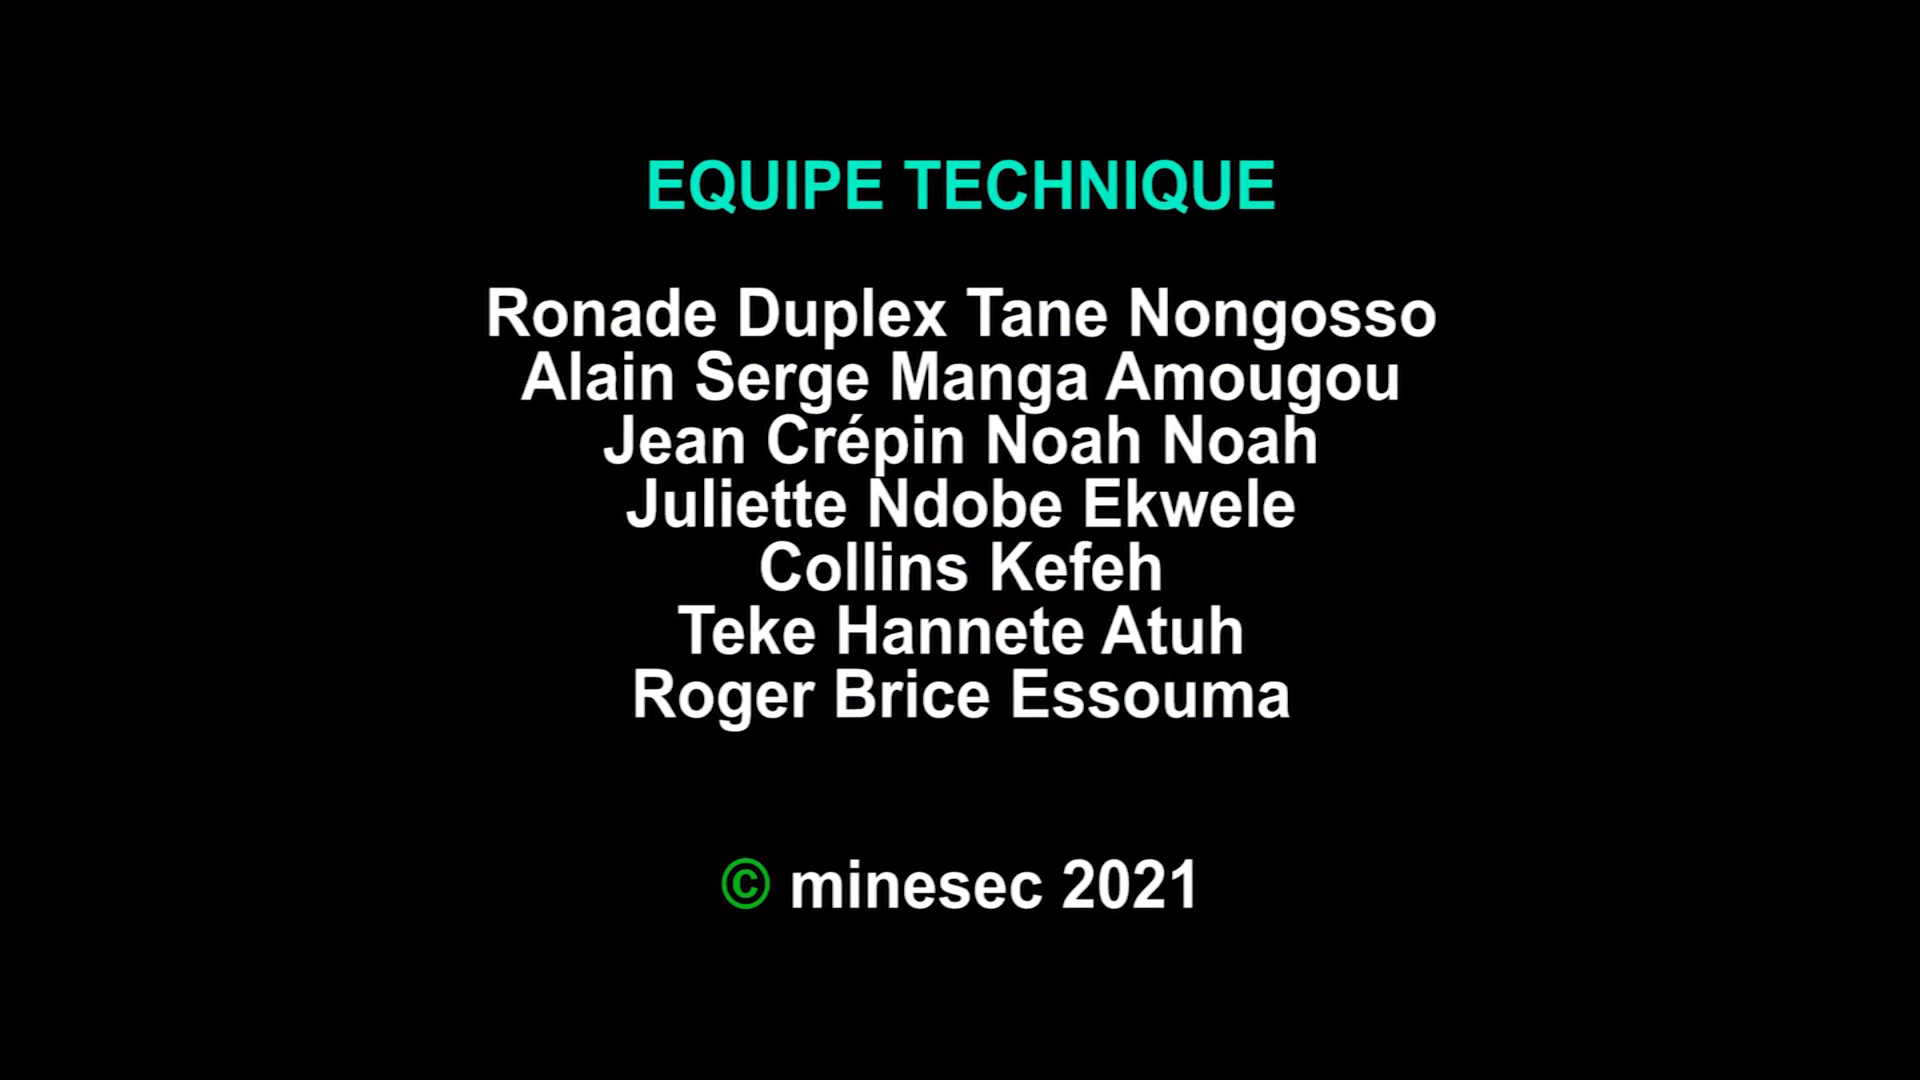 EQUIPE TECHNIQUE
Ronade Duplex Tane Nongosso
Alain Serge Manga Amougou
Jean Crépin Noah Noah
Juliette Ndobe Ekwele
Collins Kefeh
Teke Hannete Atuh
Roger Brice Essouma
© minesec 2021